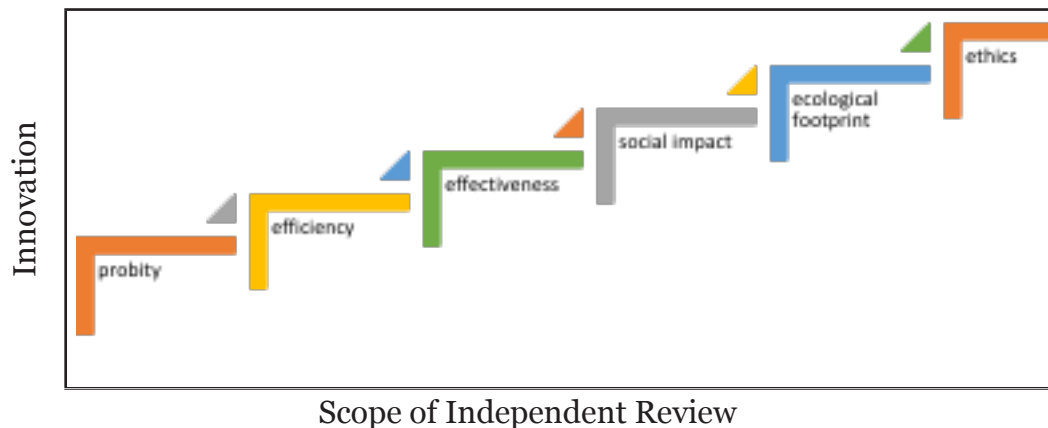 Innovation
probity
efficiency
effectiveness
social impact
ecological
footprint
ethics
Scope of Independent Review